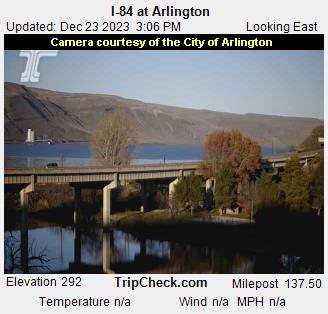 I-84 at Arlington
Updated: Dec 23 2023 3:06 PM Looking East
Camera courtesy of the City of Arlington
Elevation 292 TripCheck.com Milepost 137.50
Temperature n/a Wind n/a MPH n/a